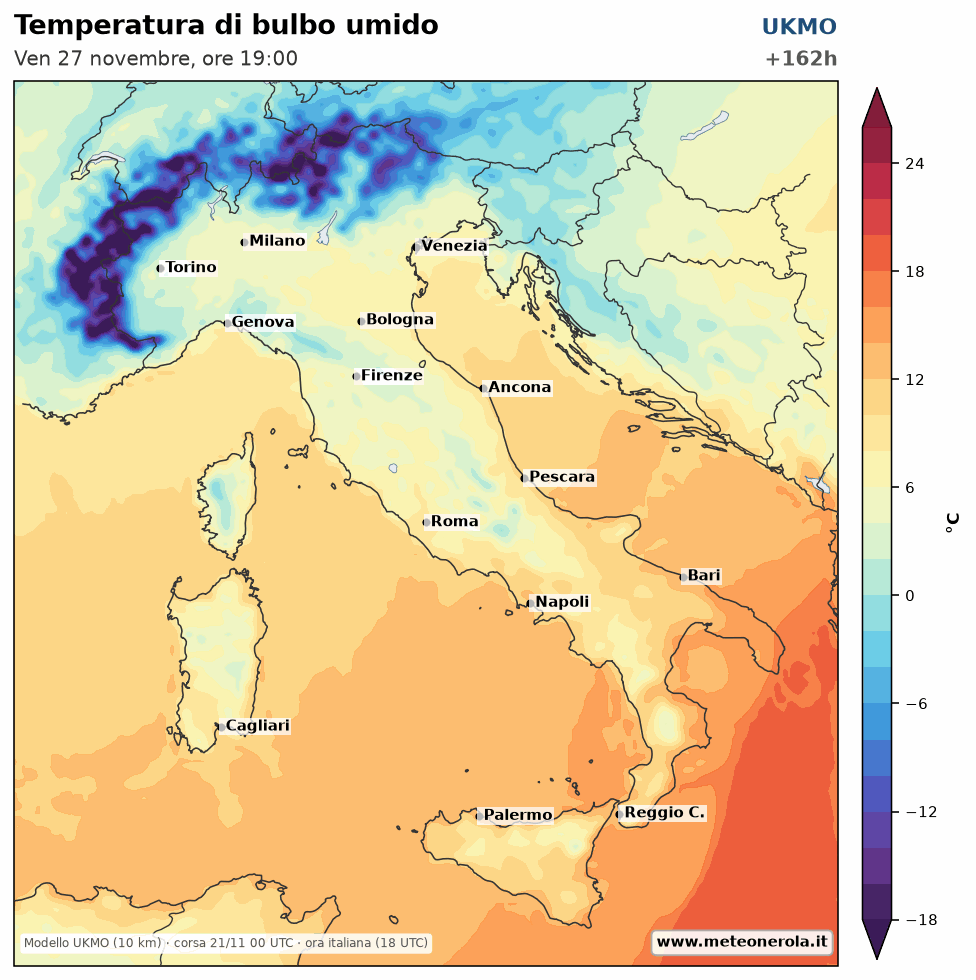 Temperatura di bulbo umido
UKMO
Ven 27 novembre, ore 19:00
+162h
Milano
Venezia
Torino
Genova
Bologna
Firenze
Ancona
Pescara
Roma
Bari
Napoli
Cagliari
Palermo
Reggio C.
24
18
12
6
0
−6
−12
−18
°C
Modello UKMO (10 km) · corsa 21/11 00 UTC · ora italiana (18 UTC)
www.meteonerola.it